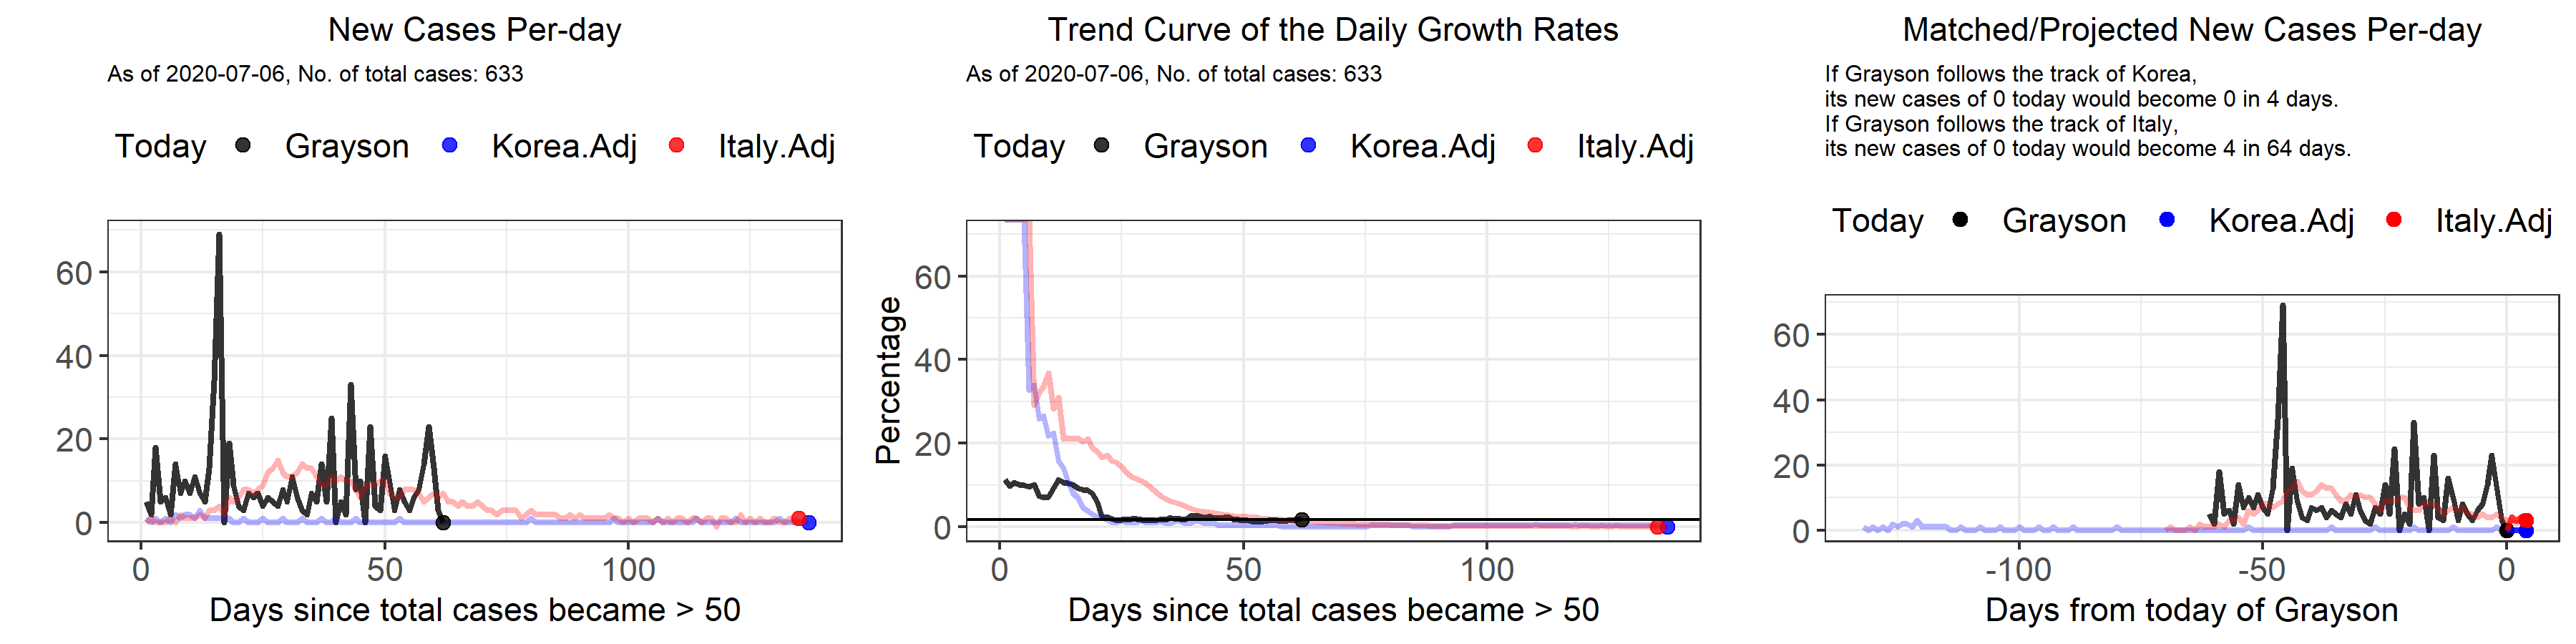 New Cases Per-day
As of 2020-07-06, No. of total cases: 633
Today Grayson Korea.Adj Italy.Adj
60
40
20
0
0 50 100
Days since total cases became > 50
Trend Curve of the Daily Growth Rates
As of 2020-07-06, No. of total cases: 633
Today Grayson Korea.Adj Italy.Adj
Percentage
60
40
20
0
0 50 100
Days since total cases became > 50
Matched/Projected New Cases Per-day
If Grayson follows the track of Korea,
its new cases of 0 today would become 0 in 4 days.
If Grayson follows the track of Italy,
its new cases of 0 today would become 4 in 64 days.
Today Grayson Korea.Adj Italy.Adj
60
40
20
0
-100 -50 0
Days from today of Grayson